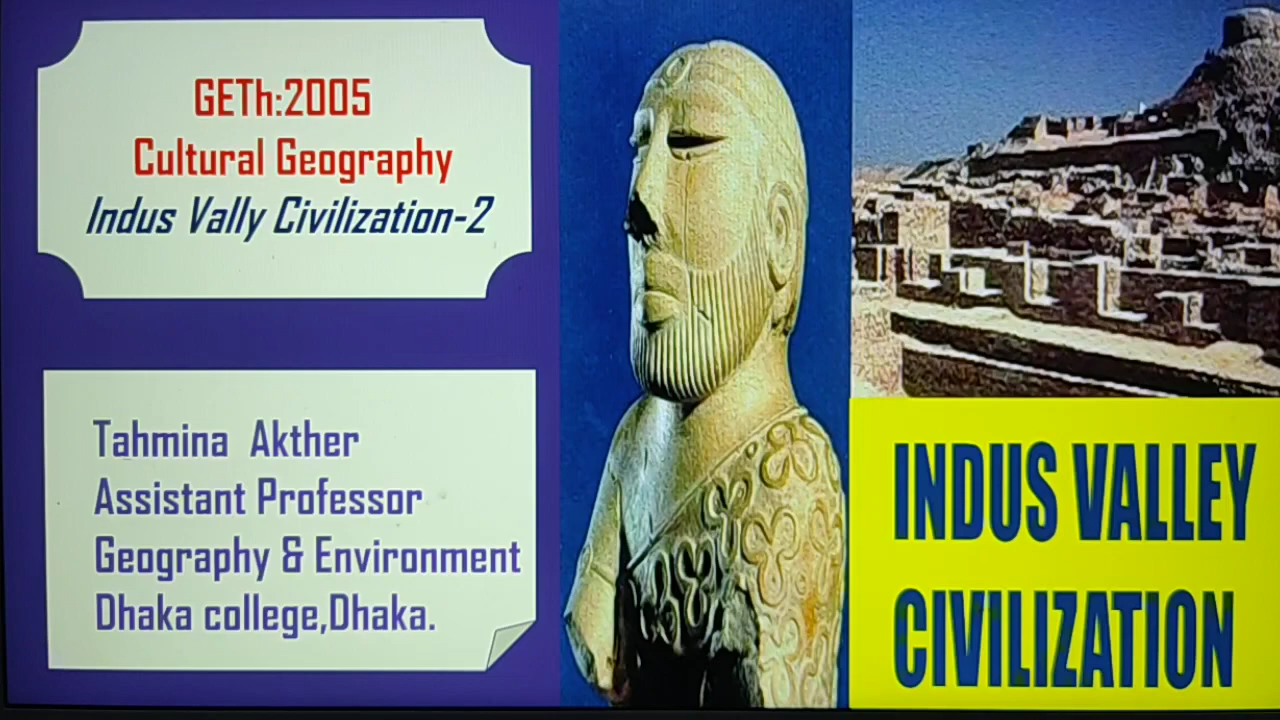 GETh:2005
Cultural Geography
Indus Vally Civilization-2
Tahmina Akther
Assistant Professor
Geography & Environment
Dhaka college,Dhaka.
INDUS VALLEY
CIVILIZATION